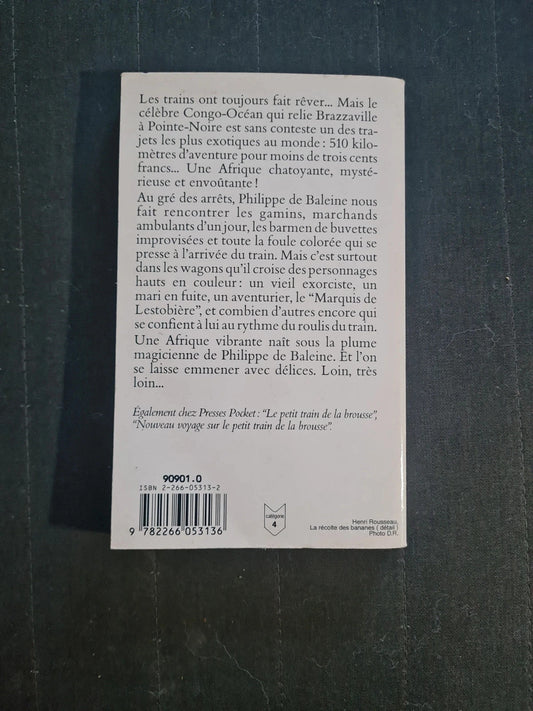 Les trains ont toujours fait rêver... Mais le
célèbre Congo-Océan qui relie Brazzaville
à Pointe-Noire est sans conteste un des tra-
jets les plus exotiques au monde : 510 kilo-
mètres d'aventure pour moins de trois cents
francs... Une Afrique chatoyante, mysté-
rieuse et envoûtante !
Au gré des arrêts, Philippe de Baleine nous
fait rencontrer les gamins, marchands
ambulants d'un jour, les barmen de buvettes
improvisées et toute la foule colorée qui se
presse à l'arrivée du train. Mais c'est surtout
dans les wagons qu'il croise des personnages
hauts en couleur : un vieil exorciste, un
mari en fuite, un aventurier, le "Marquis de
Lestobière", et combien d'autres encore qui
se confient à lui au rythme du roulis du train.
Une Afrique vibrante naît sous la plume
magicienne de Philippe de Baleine. Et l'on
se laisse emmener avec délices. Loin, très
loin...
Également chez Presses Pocket : "Le petit train de la brousse",
"Nouveau voyage sur le petit train de la brousse".
90901.0
ISBN 2-266-05313-2
9 782266 053136
catégorie
4
Henri Rousseau,
La récolte des bananes ( détail )
Photo D.R.